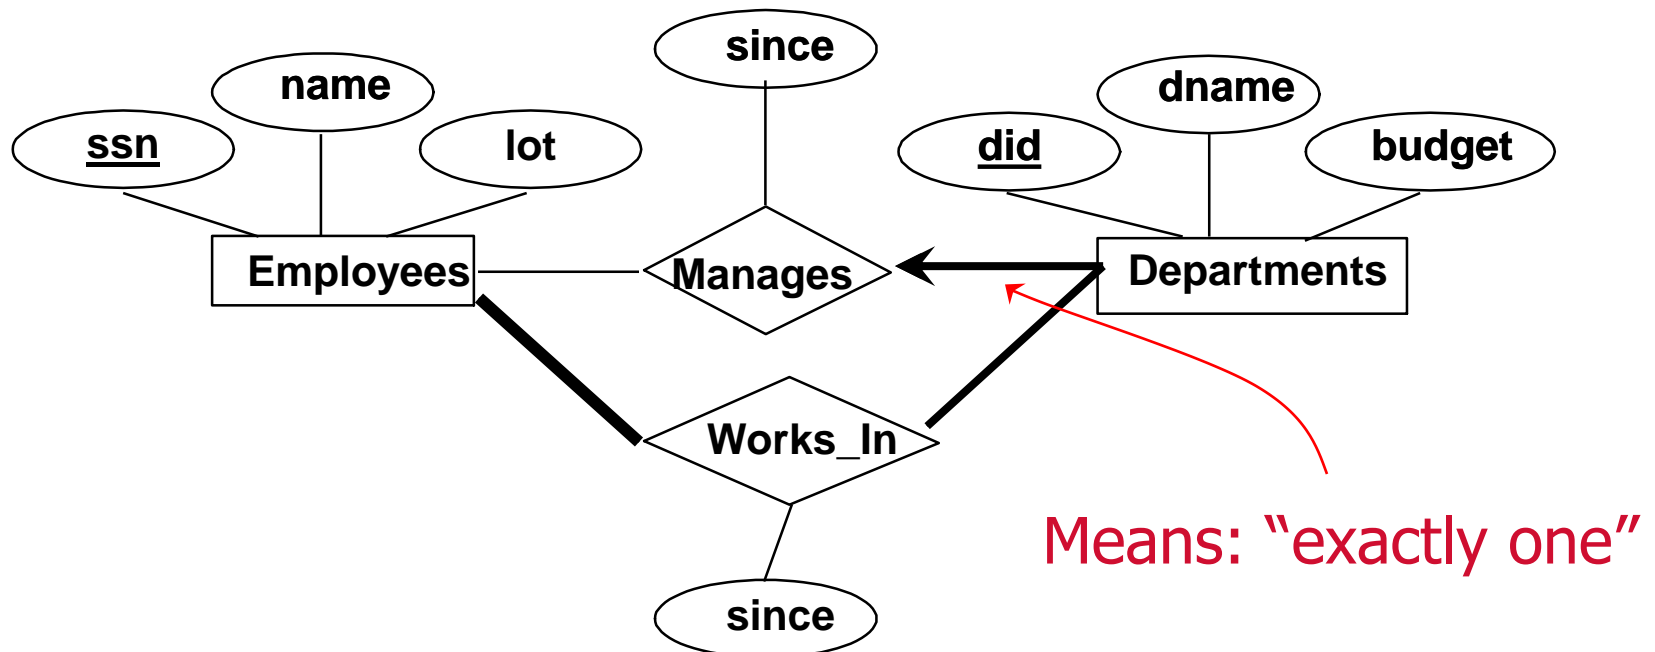 since
name
dname
ssn
lot
did
budget
Employees
Manages
Departments
Works_In
Means: “exactly one”
since